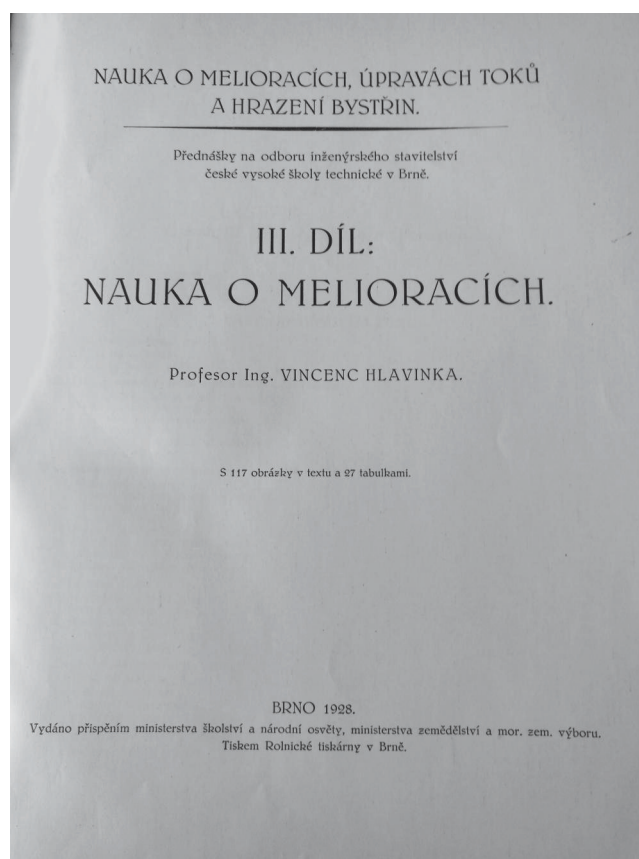 NAUKA O MELIORACÍCH, ÚPRAVÁCH TOKŮ
A HRAZENÍ BYSTŘIN.
Přednášky na odboru inženýrského stavitelství
české vysoké školy technické v Brně.
III. DÍL:
NAUKA O MELIORACÍCH.
Profesor Ing. VINCENC HLAVINKA.
S 117 obrázky v textu a 27 tabulkami.
BRNO 1928.
Vydáno přispěním ministerstva školství a národní osvěty, ministerstva zemědělství a mor. zem. výboru.
Tiskem Rolnické tiskárny v Brně.